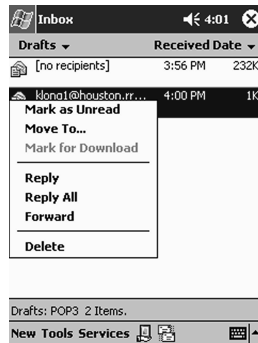 Inbox 4:01
Drafts Received Date
[no recipients] 3:56 PM 232K
klong1@houston.rr... 4:00 PM 1K
Mark as Unread
Move To...
Mark for Download
Reply
Reply All
Forward
Delete
Drafts: POP3 2 Items.
New Tools Services